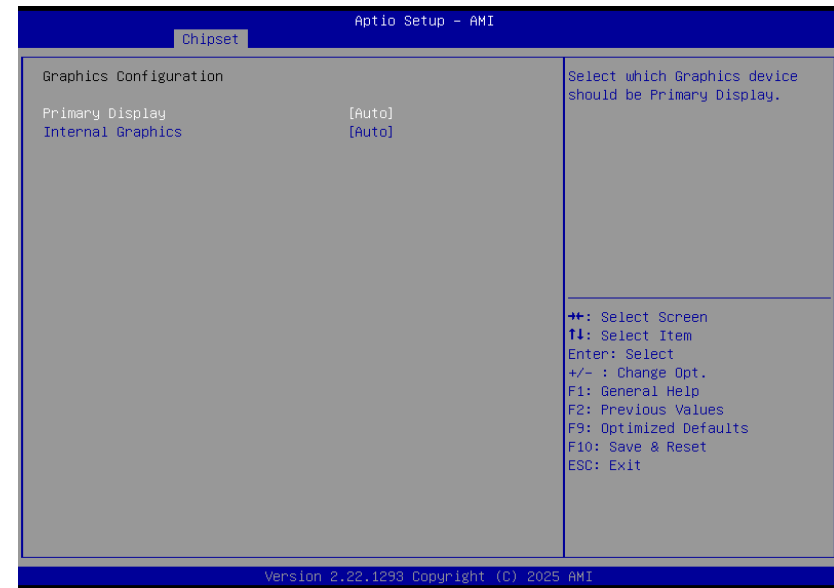 Aptio Setup – AMI
Chipset
Graphics Configuration
Primary Display [Auto]
Internal Graphics [Auto]
Select which Graphics device
should be Primary Display.
→←: Select Screen
↑↓: Select Item
Enter: Select
+/- : Change Opt.
F1: General Help
F2: Previous Values
F9: Optimized Defaults
F10: Save & Reset
ESC: Exit
Version 2.22.1293 Copyright (C) 2025 AMI